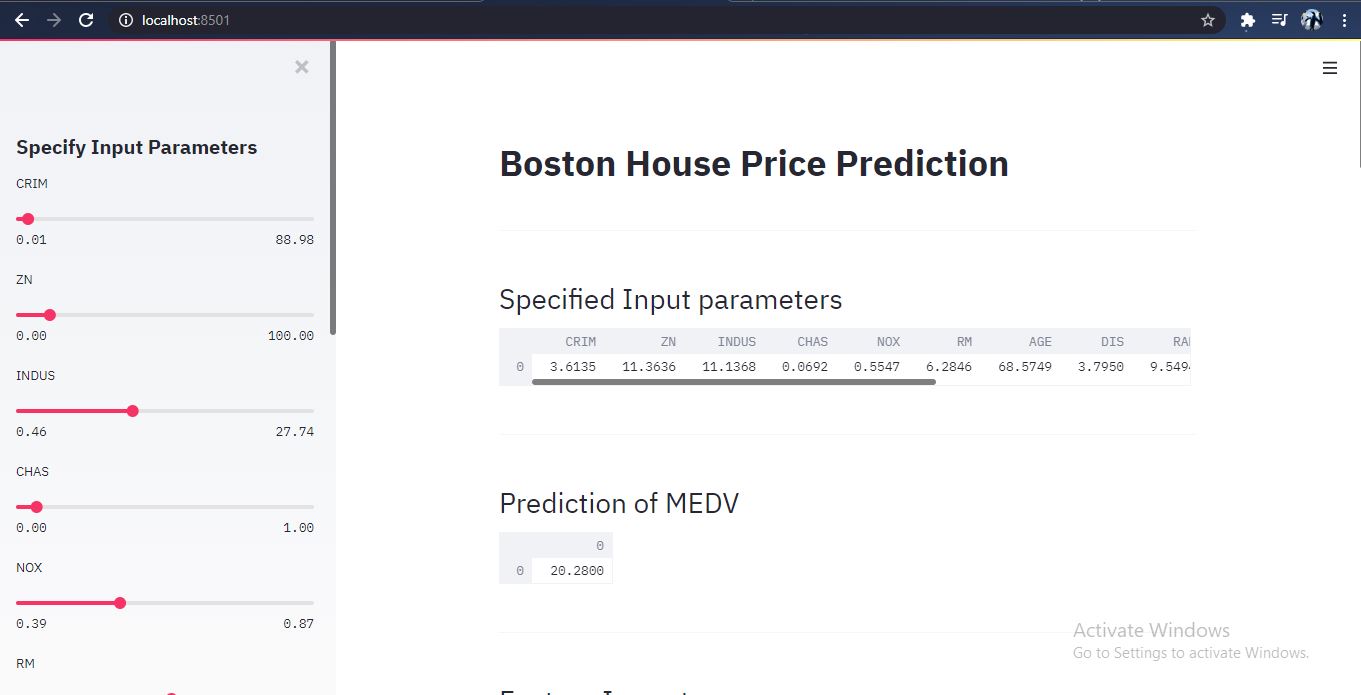 localhost:8501
Specify Input Parameters
CRIM
0.01 88.98
ZN
0.00 100.00
INDUS
0.46 27.74
CHAS
0.00 1.00
NOX
0.39 0.87
RM
Boston House Price Prediction
Specified Input parameters
CRIM ZN INDUS CHAS NOX RM AGE DIS
0 3.6135 11.3636 11.1368 0.0692 0.5547 6.2846 68.5749 3.7950 9.549
Prediction of MEDV
0
0 20.2800
Activate Windows
Go to Settings to activate Windows.